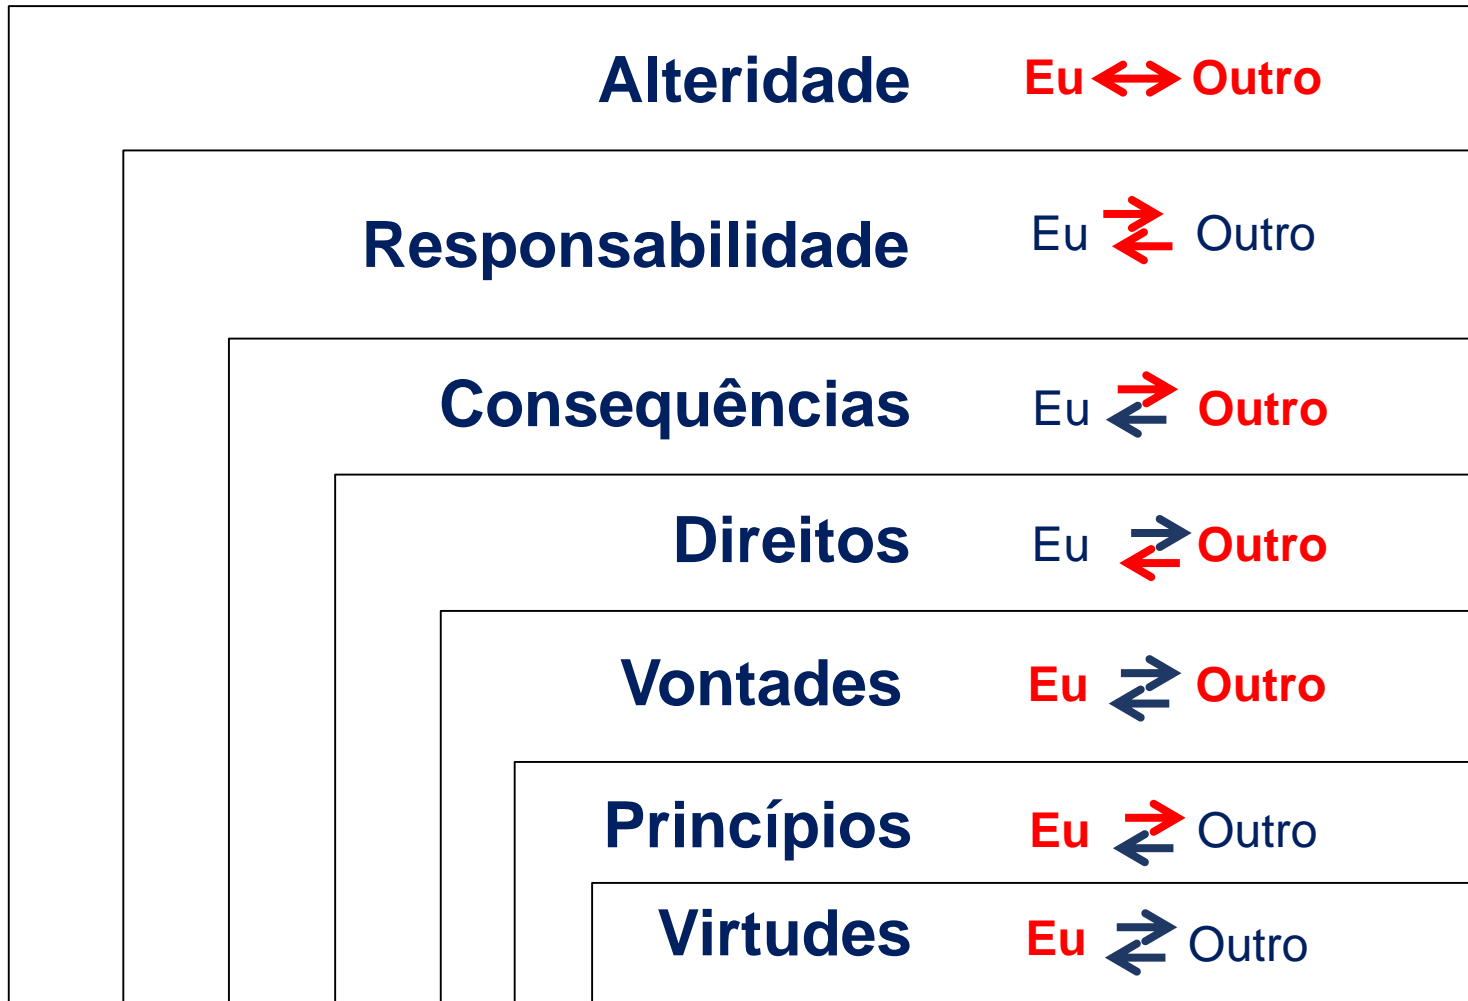 Alteridade Eu Outro
Responsabilidade Eu Outro
Consequências Eu Outro
Direitos Eu Outro
Vontades Eu Outro
Princípios Eu Outro
Virtudes Eu Outro